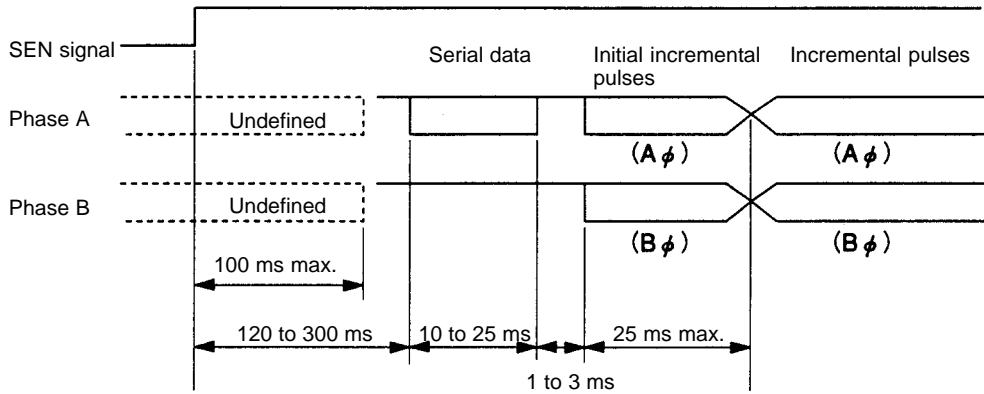 SEN signal
Serial data
Initial incremental
pulses
Incremental pulses
Phase A
Undefined
(Aϕ)
(Aϕ)
Phase B
Undefined
(Bϕ)
(Bϕ)
100 ms max.
120 to 300 ms
10 to 25 ms
25 ms max.
1 to 3 ms